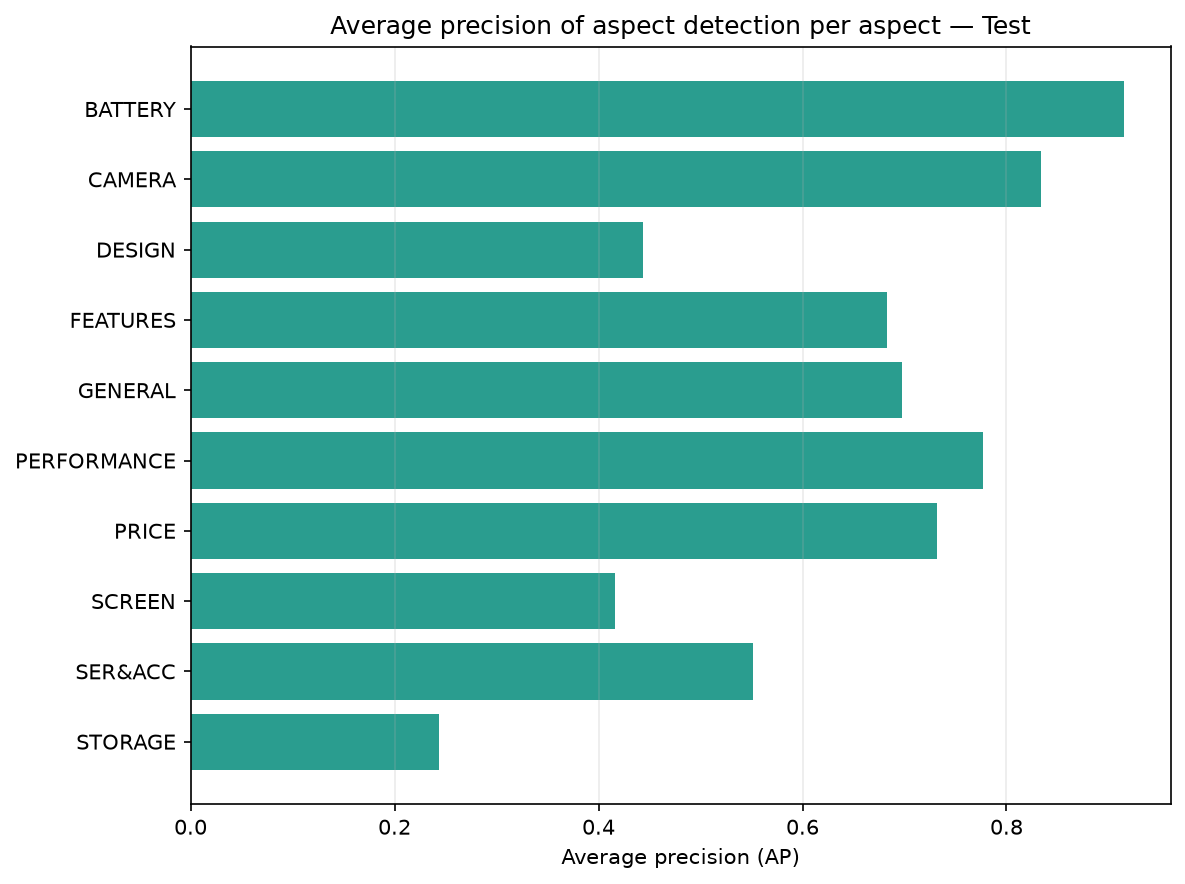 Average precision of aspect detection per aspect — Test
BATTERY
CAMERA
DESIGN
FEATURES
GENERAL
PERFORMANCE
PRICE
SCREEN
SER&ACC
STORAGE
0.0 0.2 0.4 0.6 0.8
Average precision (AP)